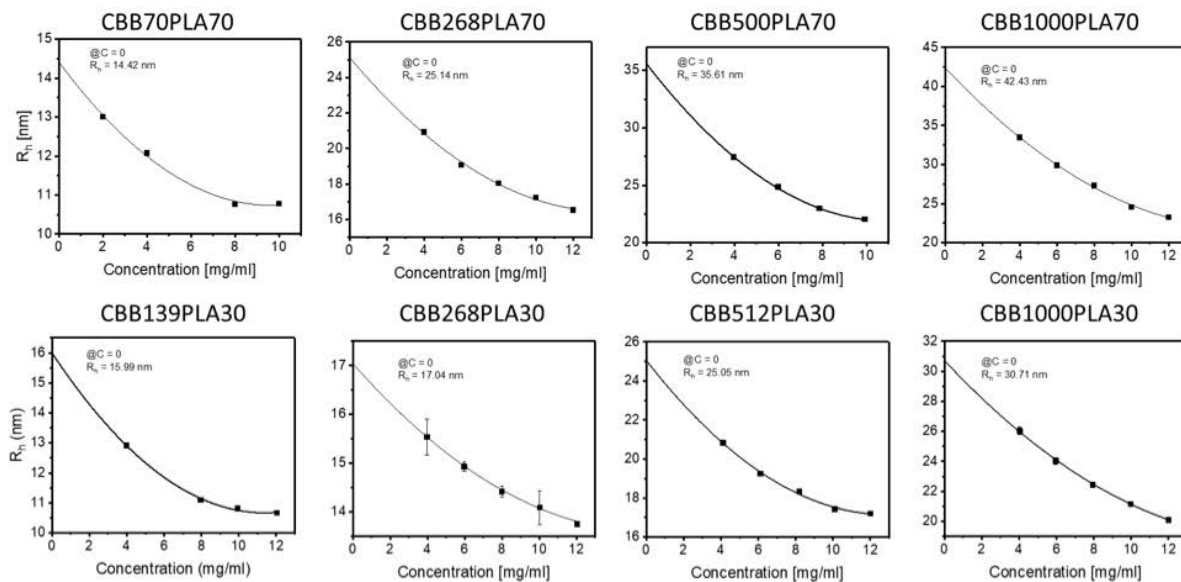 CBB70PLA70
@C = 0
Rh = 14.42 nm
15
14
13
12
11
10
Rh [nm]
0 2 4 6 8 10
Concentration [mg/ml]
CBB268PLA70
@C = 0
Rh = 25.14 nm
26
24
22
20
18
16
0 2 4 6 8 10 12
Concentration [mg/ml]
CBB500PLA70
@C = 0
Rh = 35.61 nm
35
30
25
20
0 2 4 6 8 10
Concentration [mg/ml]
CBB1000PLA70
@C = 0
Rh = 42.43 nm
45
40
35
30
25
20
0 2 4 6 8 10 12
Concentration [mg/ml]
CBB139PLA30
@C = 0
Rh = 15.99 nm
16
15
14
13
12
11
10
Rh (nm)
0 2 4 6 8 10 12
Concentration (mg/ml)
CBB268PLA30
@C = 0
Rh = 17.04 nm
17
16
15
14
0 2 4 6 8 10 12
Concentration [mg/ml]
CBB512PLA30
@C = 0
Rh = 25.05 nm
26
24
22
20
18
16
0 2 4 6 8 10 12
Concentration [mg/ml]
CBB1000PLA30
@C = 0
Rh = 30.71 nm
32
30
28
26
24
22
20
0 2 4 6 8 10 12
Concentration [mg/ml]